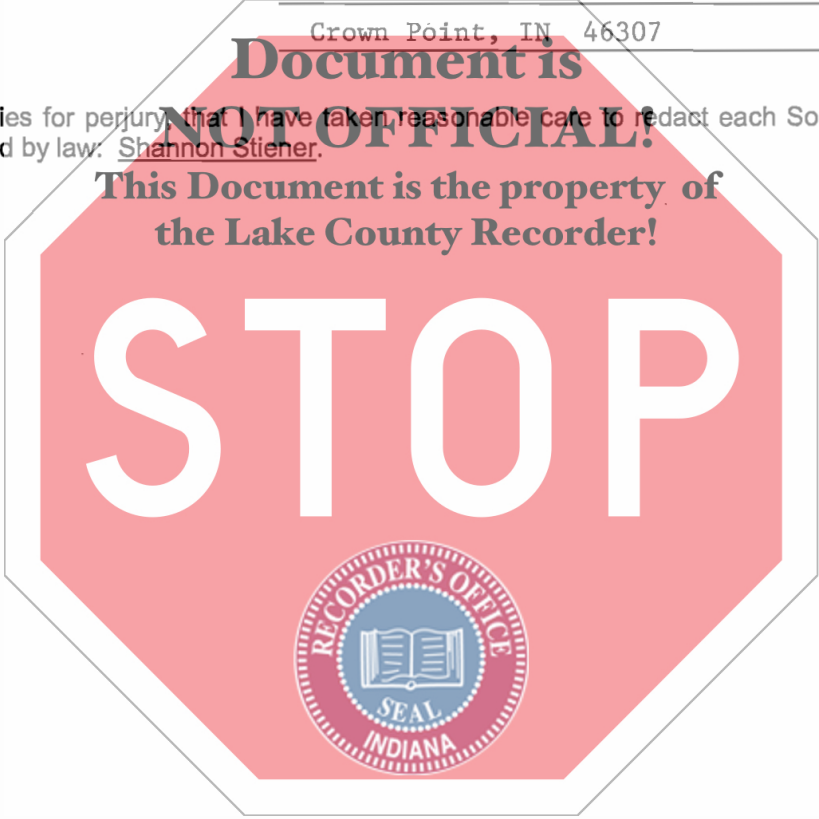 Crown Point, IN 46307
Document is
ies for perjury, that I have taken reasonable care to redact each So
NOT OFFICIAL!
d by law: Shannon Stiener.
This Document is the property of
the Lake County Recorder!
STOP
RECORDER'S OFFICE
SEAL
INDIANA